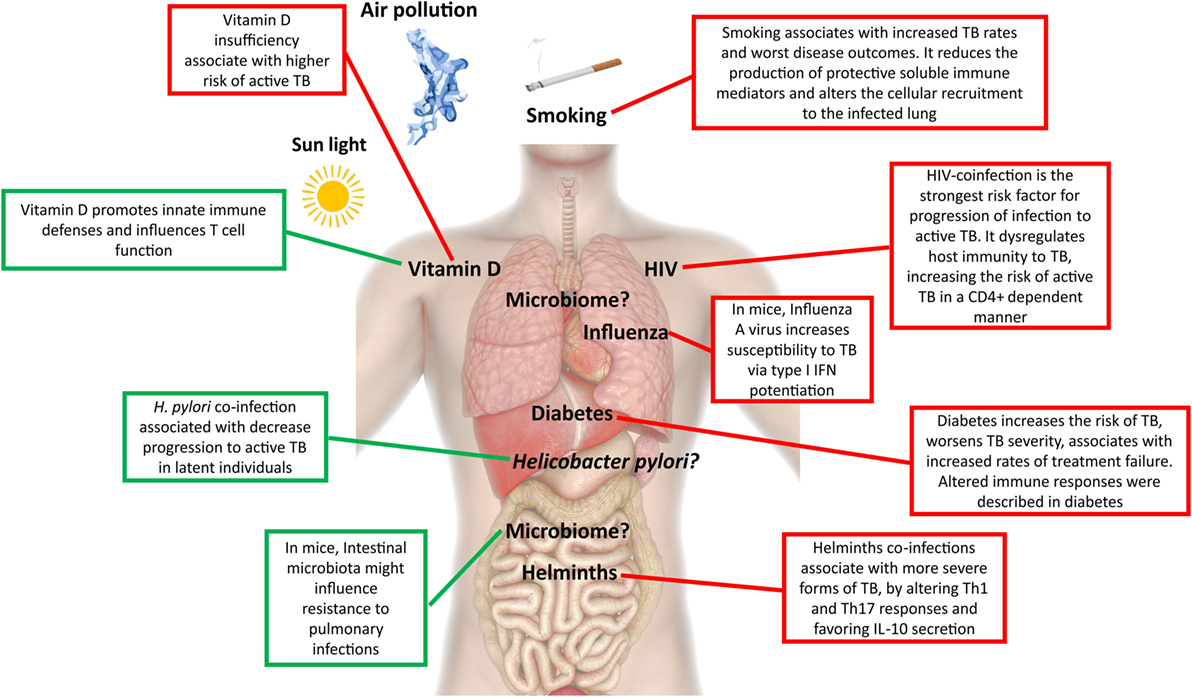 Air pollution
Vitamin D
insufficiency
associate with higher
risk of active TB
Smoking associates with increased TB rates
and worst disease outcomes. It reduces the
production of protective soluble immune
mediators and alters the cellular recruitment
to the infected lung
Smoking
Sun light
Vitamin D promotes innate immune
defenses and influences T cell
function
HIV-coinfection is the
strongest risk factor for
progression of infection to
active TB. It dysregulates
host immunity to TB,
increasing the risk of active
TB in a CD4+ dependent
manner
Vitamin D
HIV
Microbiome?
Influenza
In mice, Influenza
A virus increases
susceptibility to TB
via type I IFN
potentiation
H. pylori co-infection
associated with decrease
progression to active TB
in latent individuals
Diabetes
Diabetes increases the risk of TB,
worsens TB severity, associates with
increased rates of treatment failure.
Altered immune responses were
described in diabetes
Helicobacter pylori?
Microbiome?
In mice, Intestinal
microbiota might
influence
resistance to
pulmonary
infections
Helminths
Helminths co-infections
associate with more severe
forms of TB, by altering Th1
and Th17 responses and
favoring IL-10 secretion